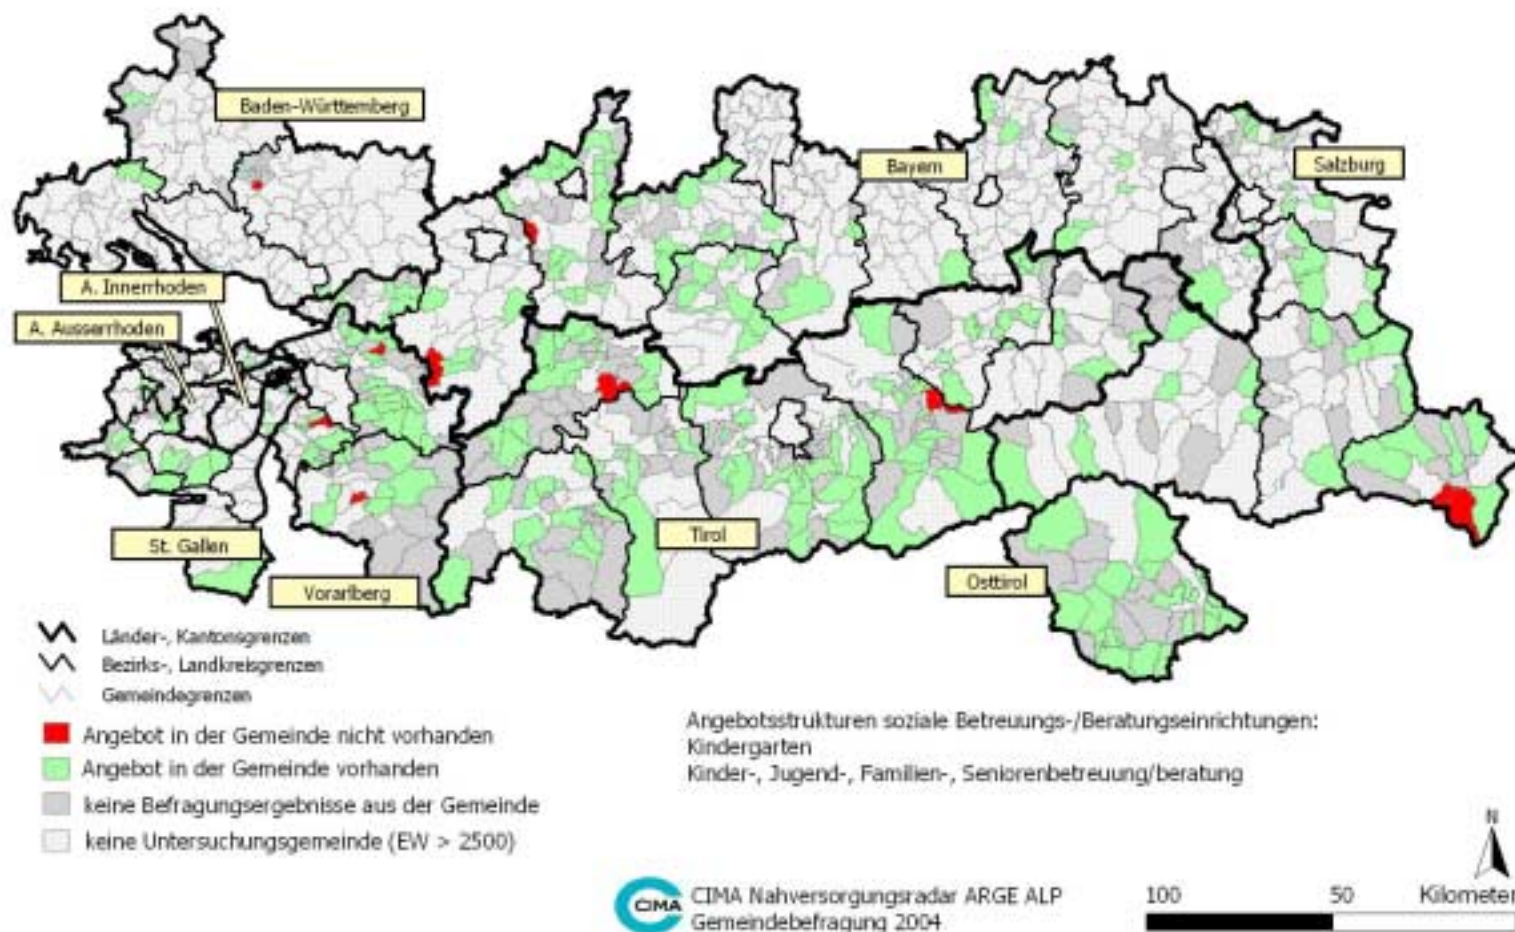 Baden-Württemberg
Bayern
Salzburg
A. Innerrhoden
A. Ausserrhoden
St. Gallen
Vorarlberg
Tirol
Osttirol
Länder-, Kantonsgrenzen
Bezirks-, Landkreisgrenzen
Gemeindegrenzen
Angebot in der Gemeinde nicht vorhanden
Angebot in der Gemeinde vorhanden
keine Befragungsergebnisse aus der Gemeinde
keine Untersuchungsgemeinde (EW > 2500)
Angebotsstrukturen soziale Betreuungs-/Beratungseinrichtungen:
Kindergarten
Kinder-, Jugend-, Familien-, Seniorenbetreuung/beratung
N
CIMA
CIMA Nahversorgungsradar ARGE ALP
Gemeindebefragung 2004
100 50 Kilometer